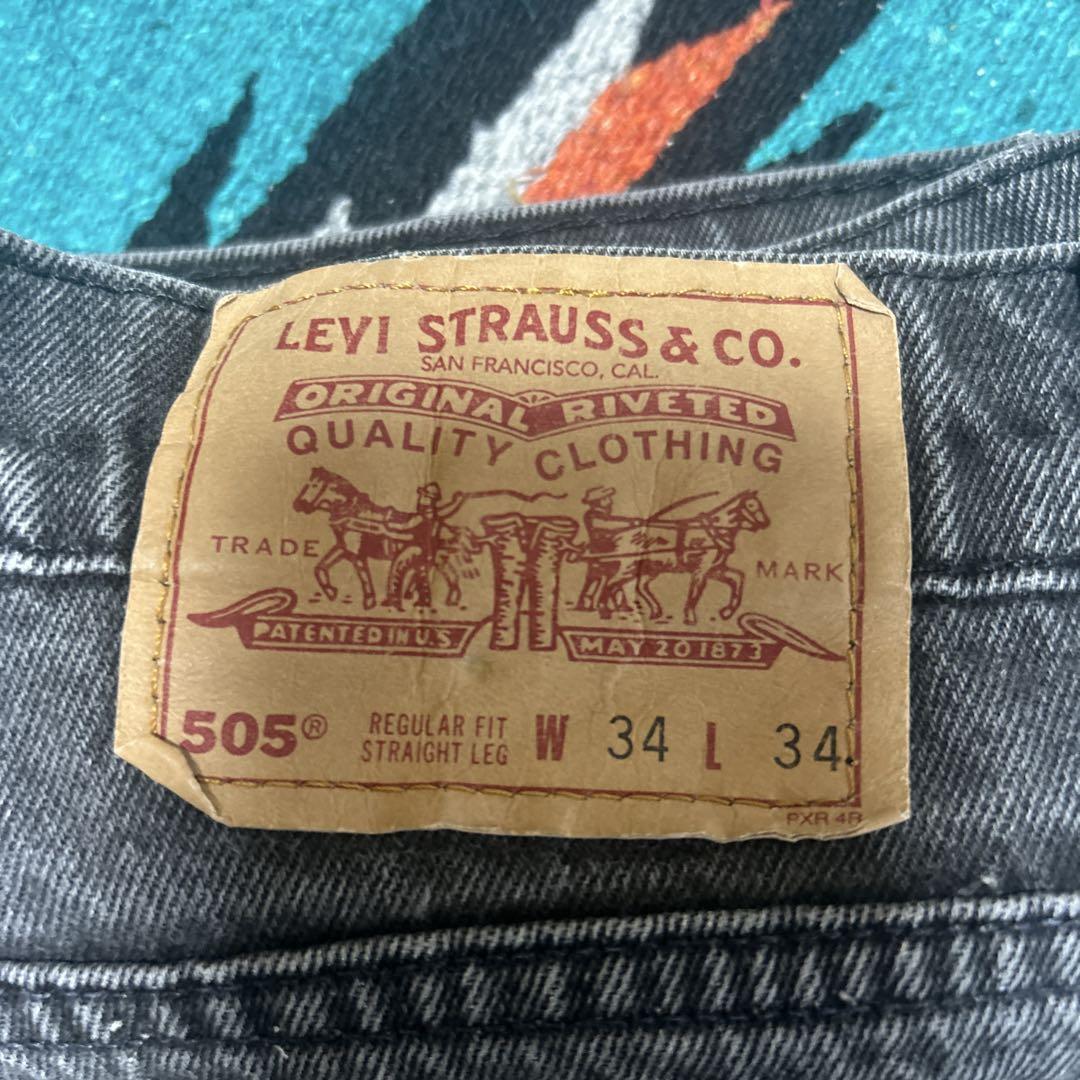 LEVI STRAUSS & CO.
SAN FRANCISCO, CAL.
ORIGINAL RIVETED
QUALITY CLOTHING
TRADE MARK
PATENTED IN U.S. MAY 20 1873
505® REGULAR FIT STRAIGHT LEG W 34 L 34
PXR 4R